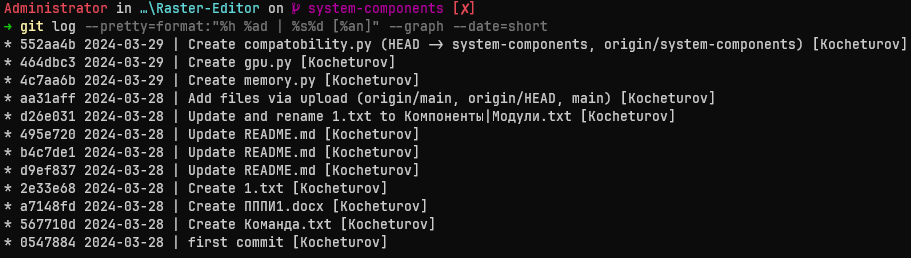 Administrator in …\Raster-Editor on system-components [✗]
➜ git log --pretty=format:"%h %ad | %s%d [%an]" --graph --date=short
* 552aa4b 2024-03-29 | Create compatobility.py (HEAD -> system-components, origin/system-components) [Kocheturov]
* 464dbc3 2024-03-29 | Create gpu.py [Kocheturov]
* 4c7aa6b 2024-03-29 | Create memory.py [Kocheturov]
* aa31aff 2024-03-28 | Add files via upload (origin/main, origin/HEAD, main) [Kocheturov]
* d26e031 2024-03-28 | Update and rename 1.txt to Компоненты|Модули.txt [Kocheturov]
* 495e720 2024-03-28 | Update README.md [Kocheturov]
* b4c7de1 2024-03-28 | Update README.md [Kocheturov]
* d9ef837 2024-03-28 | Update README.md [Kocheturov]
* 2e33e68 2024-03-28 | Create 1.txt [Kocheturov]
* a7148fd 2024-03-28 | Create ПППИ1.docx [Kocheturov]
* 567710d 2024-03-28 | Create Команда.txt [Kocheturov]
* 0547884 2024-03-28 | first commit [Kocheturov]